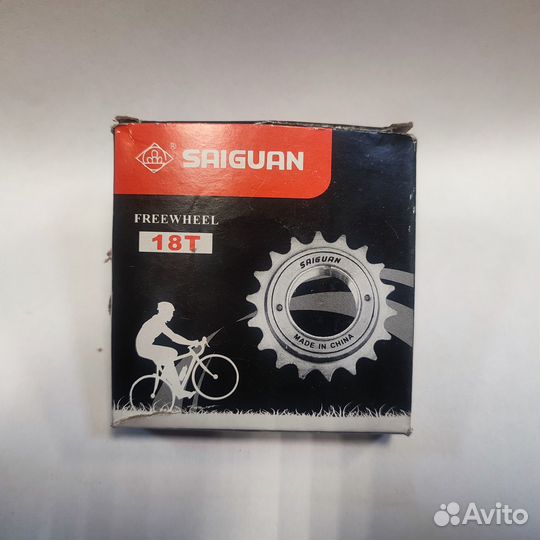 ® SAIGUAN
FREEWHEEL
18T
SAIGUAN
MADE IN CHINA
Avito